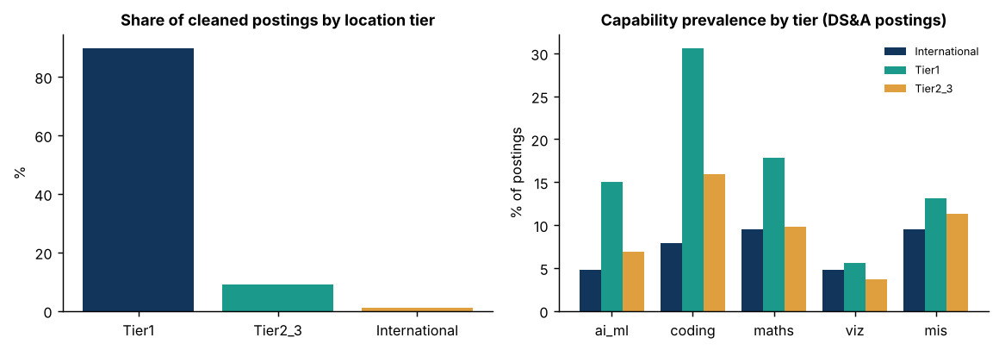 Share of cleaned postings by location tier
%
80
60
40
20
0
Tier1
Tier2_3
International
Capability prevalence by tier (DS&A postings)
% of postings
30
25
20
15
10
5
0
ai_ml
coding
maths
viz
mis
International
Tier1
Tier2_3